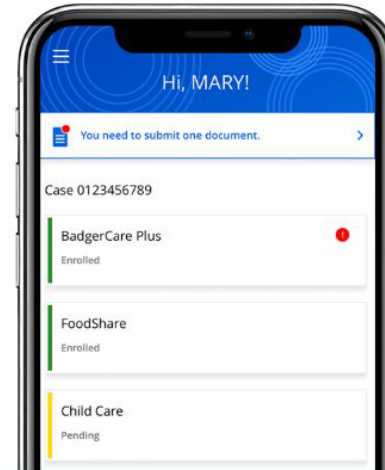 Hi, MARY!
You need to submit one document.
Case 0123456789
BadgerCare Plus
Enrolled
FoodShare
Enrolled
Child Care
Pending